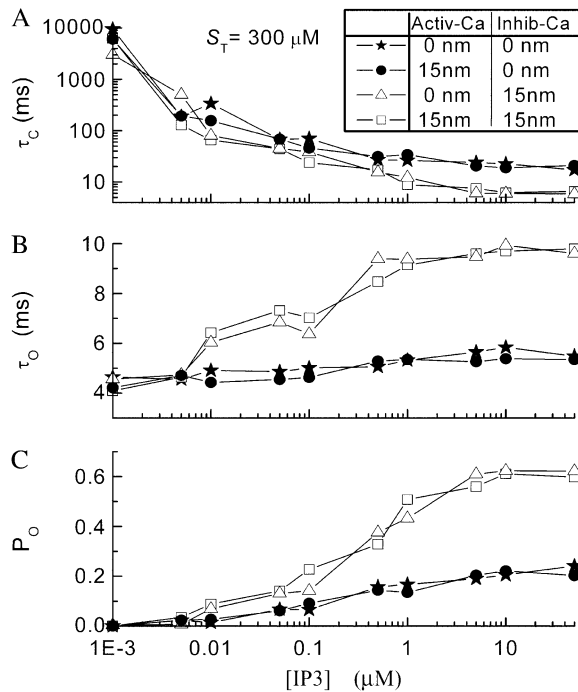 A
S_T = 300 μM
Activ-Ca Inhib-Ca
0 nm 0 nm
15nm 0 nm
0 nm 15nm
15nm 15nm
10000
1000
100
10
τ_C (ms)
B
10
8
6
4
τ_O (ms)
C
0.6
0.4
0.2
0.0
P_O
1E-3 0.01 0.1 1 10
[IP3] (μM)